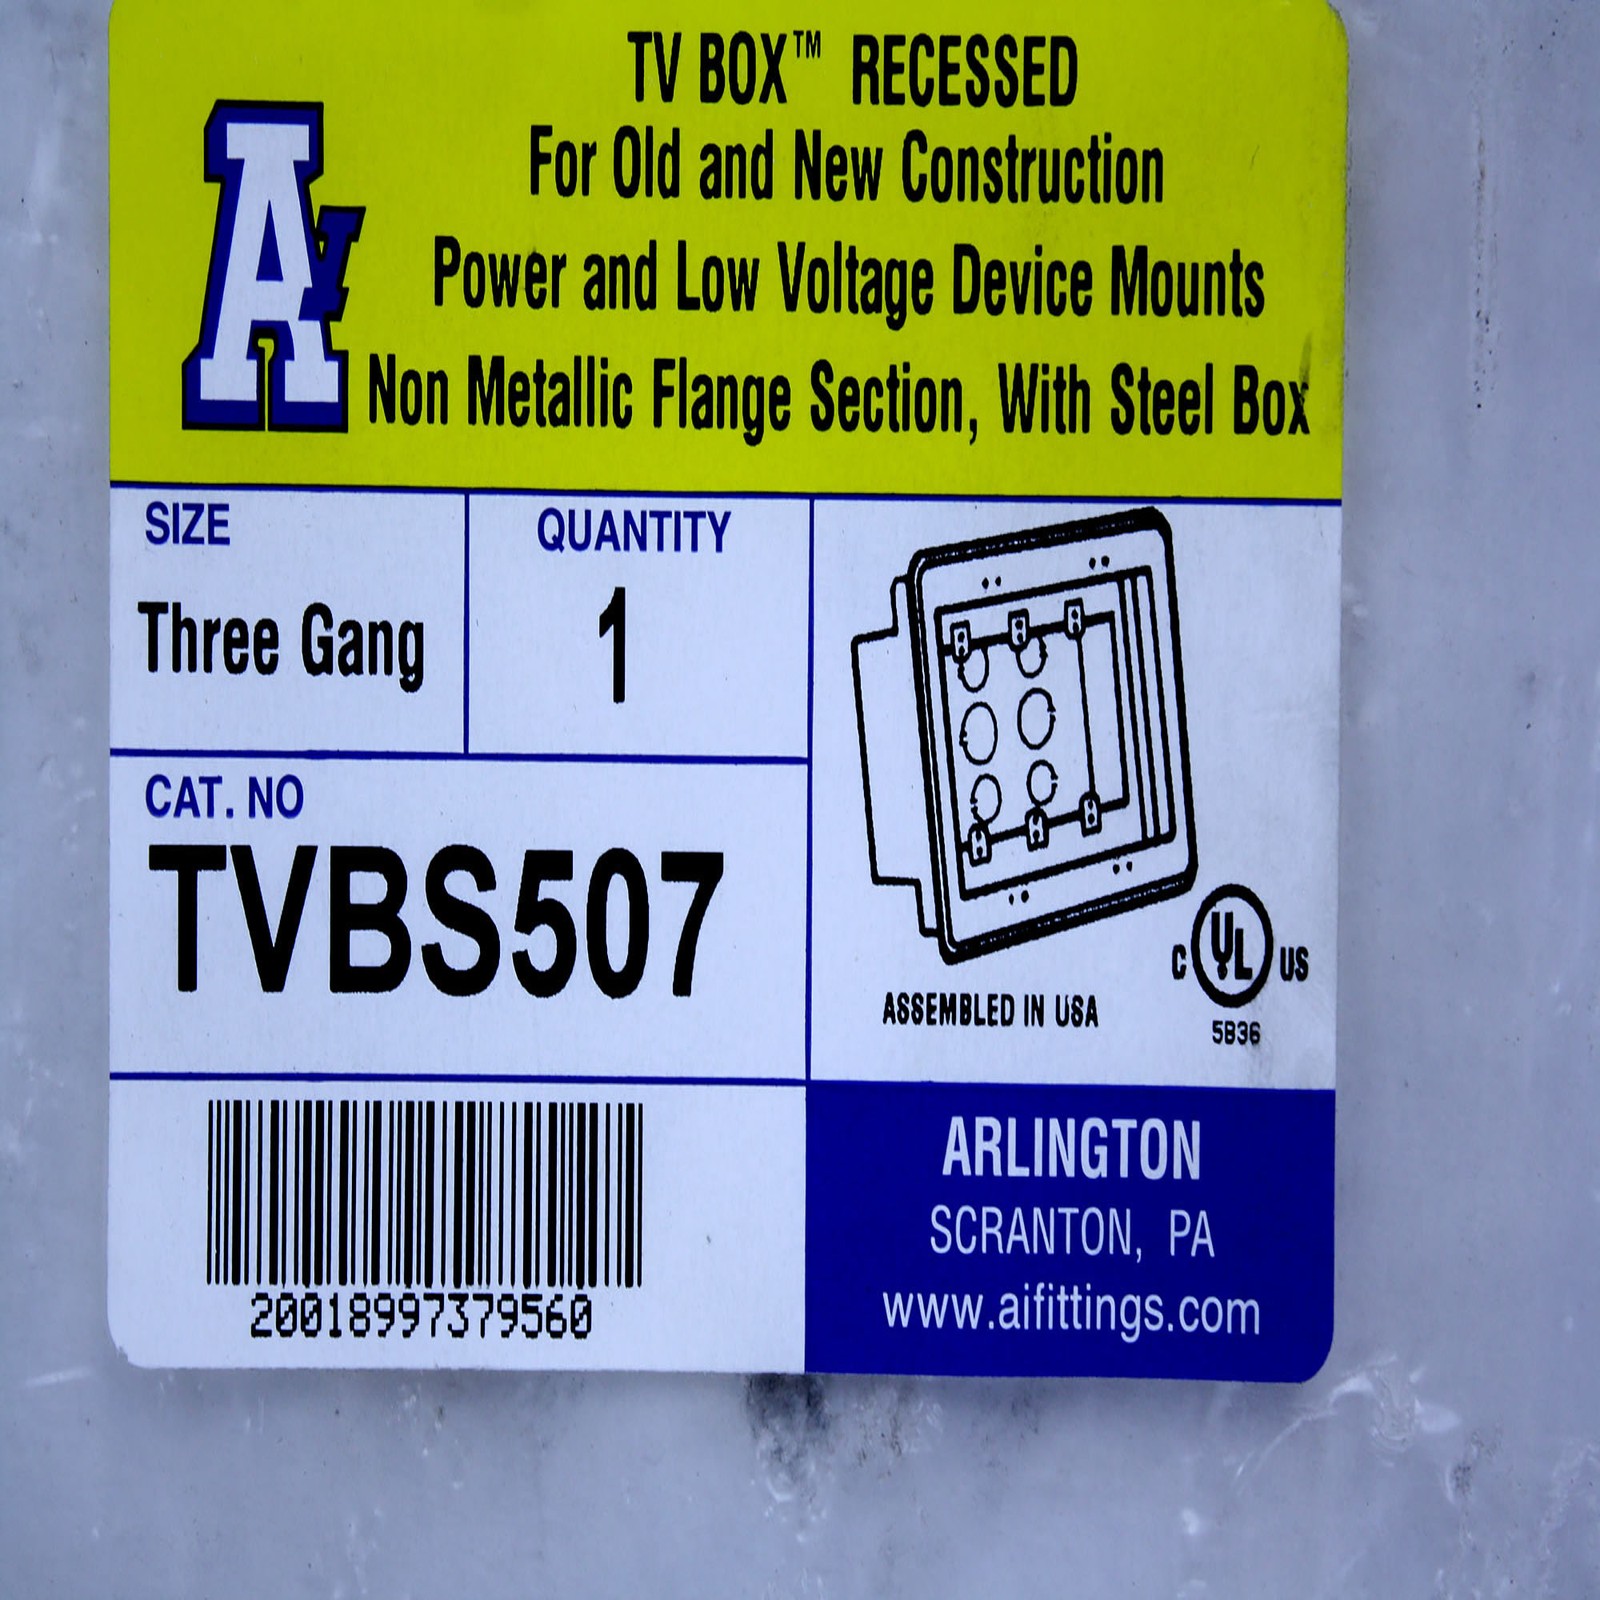 TV BOX™ RECESSED
For Old and New Construction
Power and Low Voltage Device Mounts
Non Metallic Flange Section, With Steel Box
A
SIZE
Three Gang
QUANTITY
1
CAT. NO
TVBS507
ASSEMBLED IN USA
C UL US
5B36
20018997379560
ARLINGTON
SCRANTON, PA
www.aifittings.com